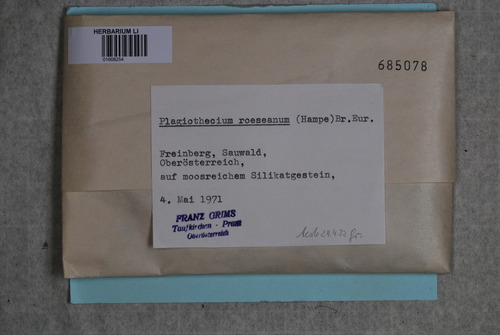 HERBARIUM LI
01608254
685078
Plagiothecium roeseanum (Hampe)Br.Eur.
Freinberg, Sauwald,
Oberösterreich,
auf moosreichem Silikatgestein,
4. Mai 1971
FRANZ GRIMS
Taufkirchen - Pram
Oberösterreich